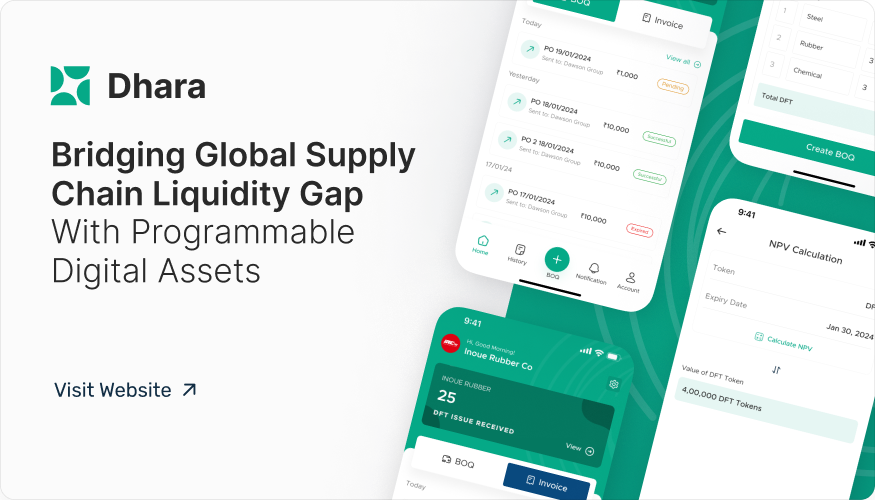 Dhara
Bridging Global Supply
Chain Liquidity Gap
With Programmable
Digital Assets
Visit Website
Invoice
Today
View all
PO 19/01/2024
Sent to: Dawson Group
₹1,000
Pending
Yesterday
PO 18/01/2024
Sent to: Dawson Group
₹10,000
Successful
PO 2 18/01/2024
Sent to: Dawson Group
₹10,000
Successful
17/01/24
PO 17/01/2024
Sent to: Dawson Group
₹10,000
Expired
Home
History
BOQ
Notification
Account
1
Steel
2
Rubber
3
3
Chemical
3
Total DFT
Create BOQ
9:41
NPV Calculation
Token
DF
Expiry Date
Jan 30, 2024
Calculate NPV
Value of DFT Token
4,00,000 DFT Tokens
9:41
Hi, Good Morning!
Inoue Rubber Co
INOUE RUBBER
25
DFT ISSUE RECEIVED
View
BOQ
Invoice
Today